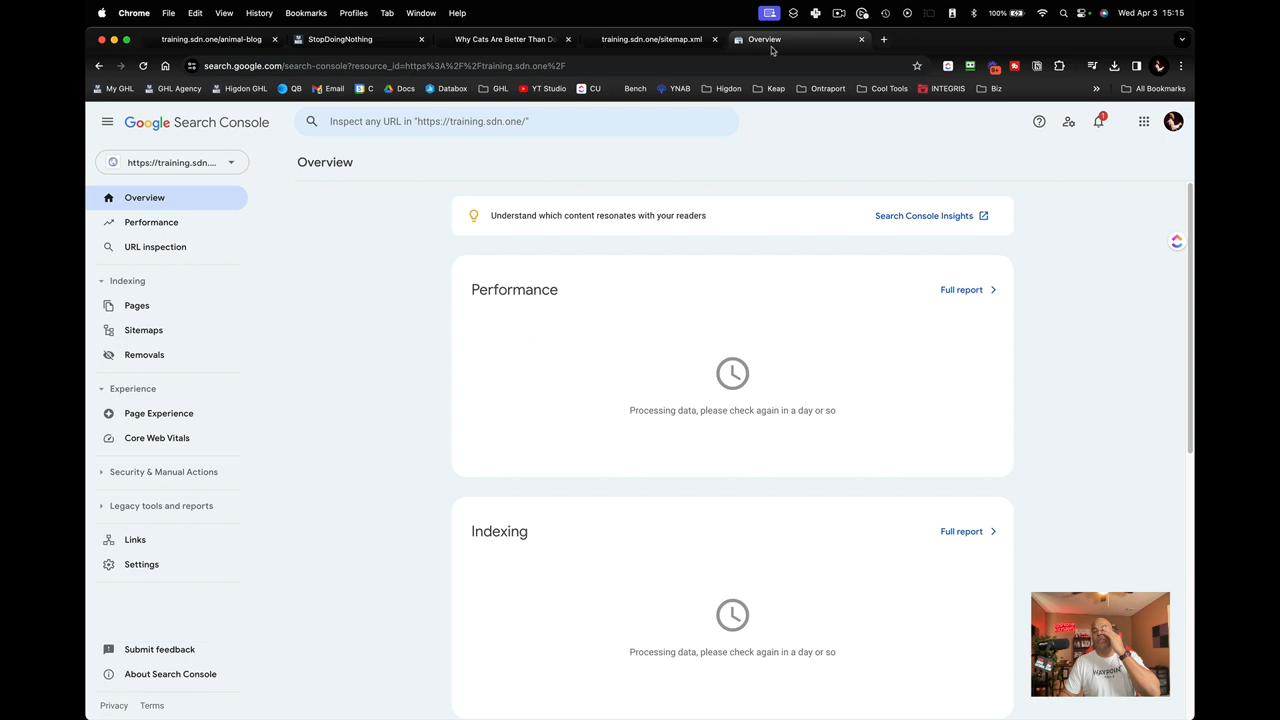 Chrome File Edit View History Bookmarks Profiles Tab Window Help 100% Wed Apr 3 15:15
training.sdn.one/animal-blog StopDoingNothing Why Cats Are Better Than Do training.sdn.one/sitemap.xml Overview
search.google.com/search-console?resource_id=https%3A%2F%2Ftraining.sdn.one%2F
My GHL GHL Agency Higdon GHL QB Email C Docs Databox GHL YT Studio CU Bench YNAB Higdon Keap Ontraport Cool Tools INTEGRIS Biz » All Bookmarks
Google Search Console
Inspect any URL in "https://training.sdn.one/"
1
https://training.sdn....
Overview
Overview
Performance
URL inspection
Indexing
Pages
Sitemaps
Removals
Experience
Page Experience
Core Web Vitals
Security & Manual Actions
Legacy tools and reports
Links
Settings
Submit feedback
About Search Console
Privacy Terms
Understand which content resonates with your readers
Search Console Insights
Performance
Full report
Processing data, please check again in a day or so
Indexing
Full report
Processing data, please check again in a day or so
WAYPOINT